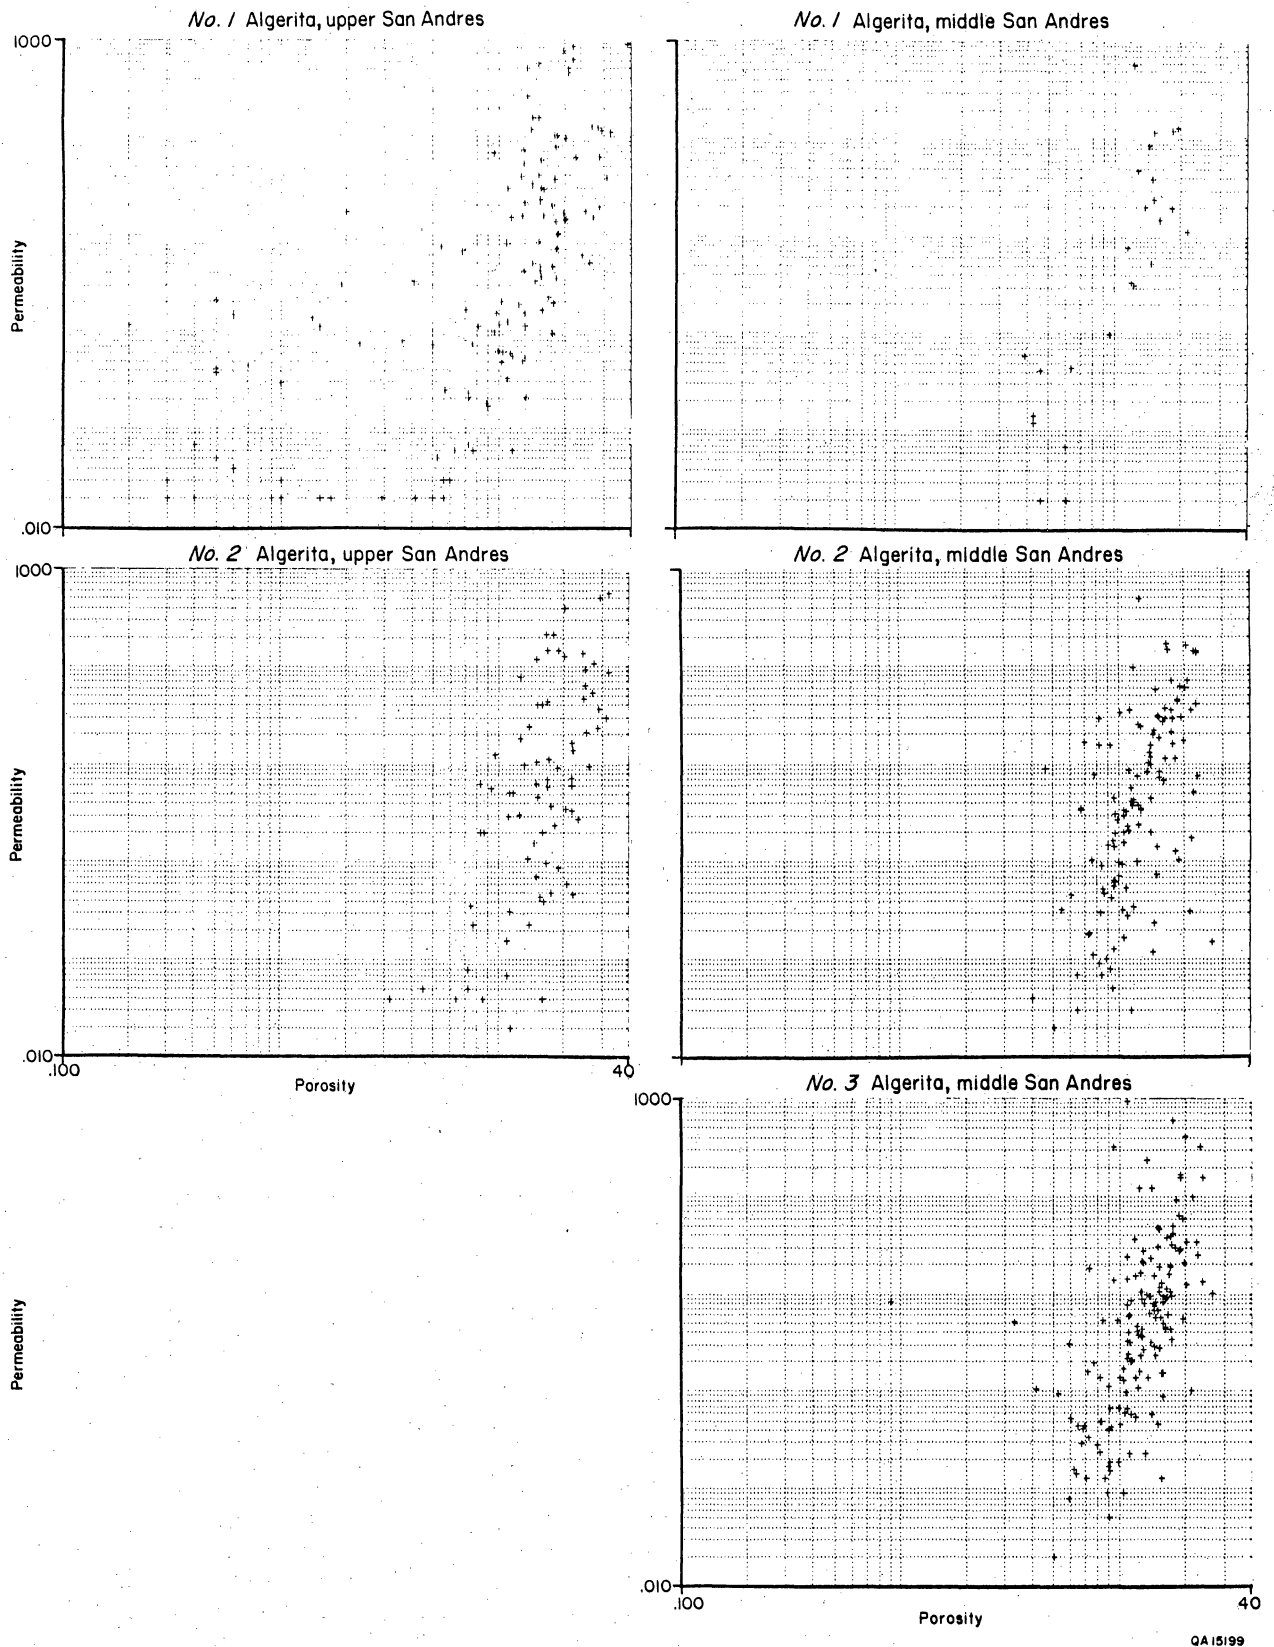 No. 1 Algerita, upper San Andres
No. 1 Algerita, middle San Andres
1000
Permeability
.010
No. 2 Algerita, upper San Andres
No. 2 Algerita, middle San Andres
1000
Permeability
.010
.100
40
Porosity
No. 3 Algerita, middle San Andres
1000
Permeability
.010
.100
40
Porosity
QA15199